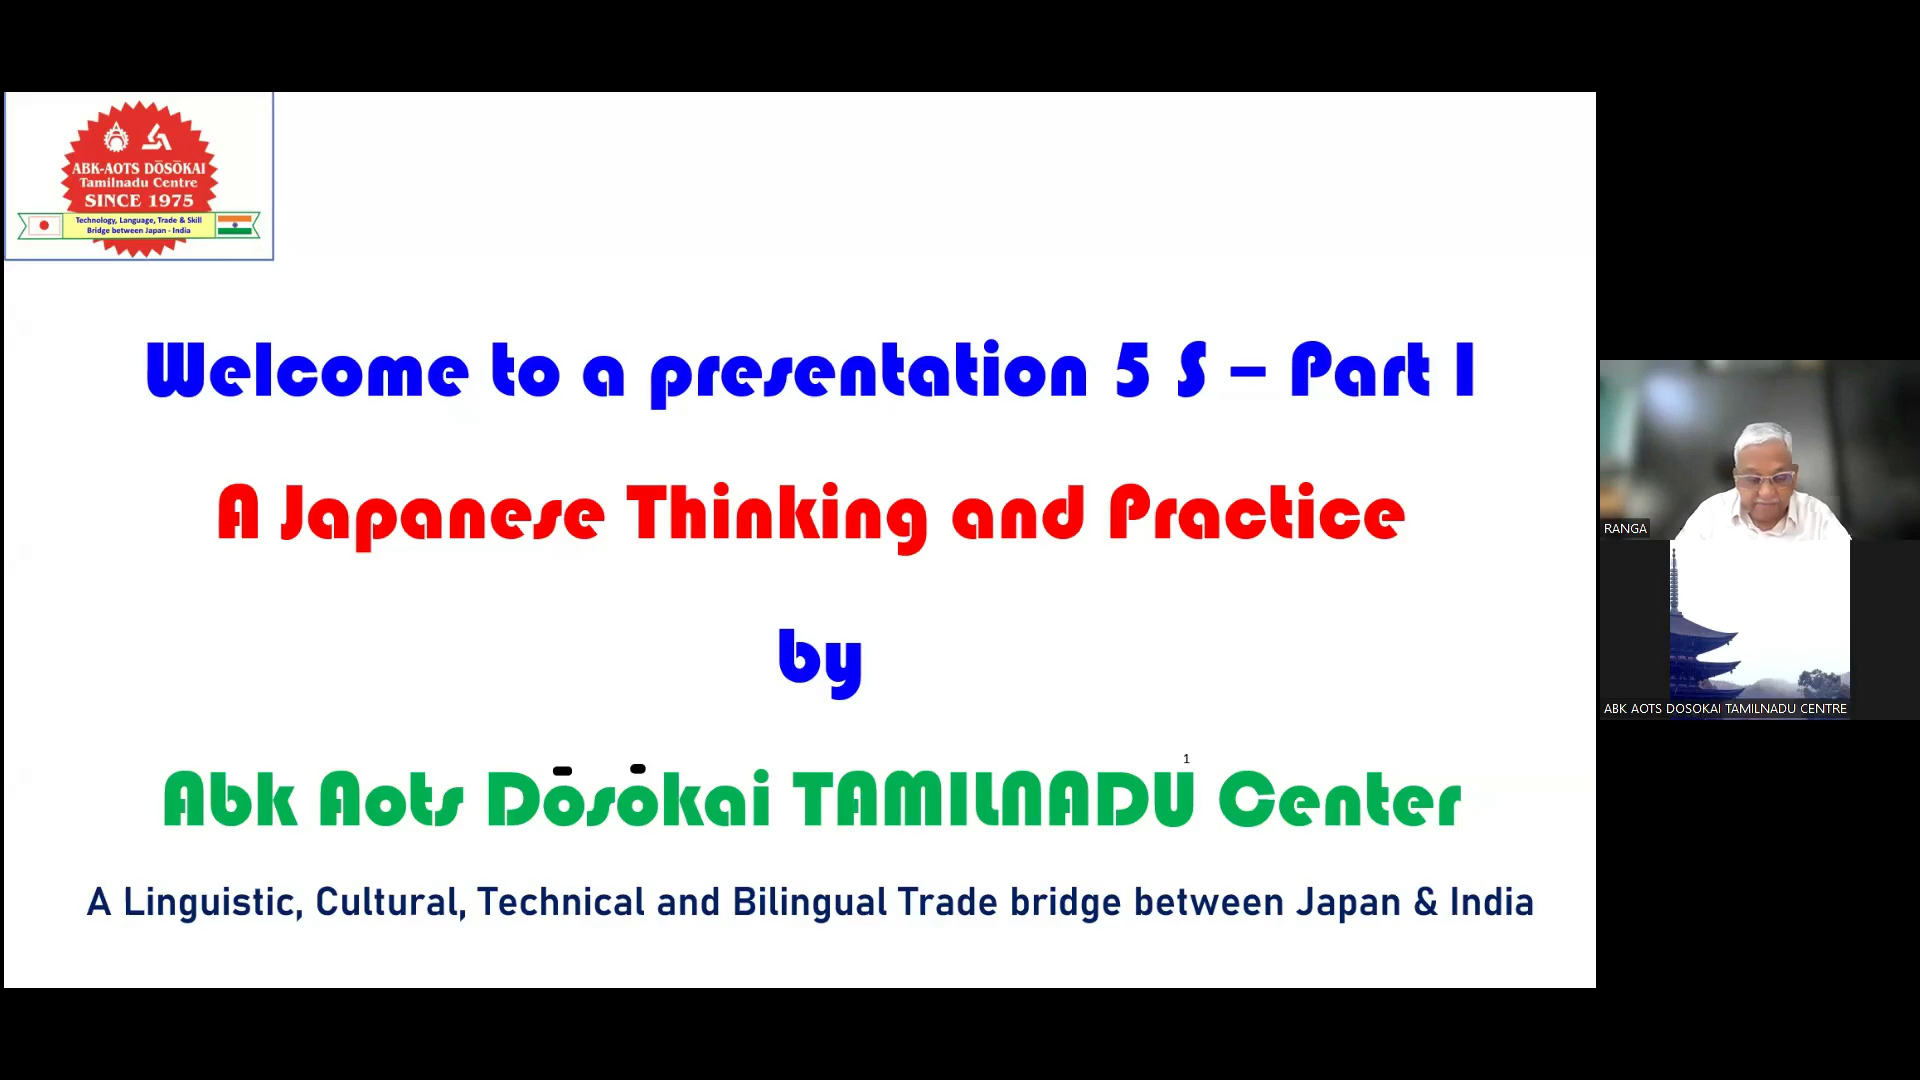 ABK-AOTS DŌSŌKAI
Tamilnadu Centre
SINCE 1975
Technology, Language, Trade & Skill
Bridge between Japan - India
Welcome to a presentation 5 S – Part I
A Japanese Thinking and Practice
by
1
Abk Aots Dōsōkai TAMILNADU Center
A Linguistic, Cultural, Technical and Bilingual Trade bridge between Japan & India
RANGA
ABK AOTS DOSOKAI TAMILNADU CENTRE